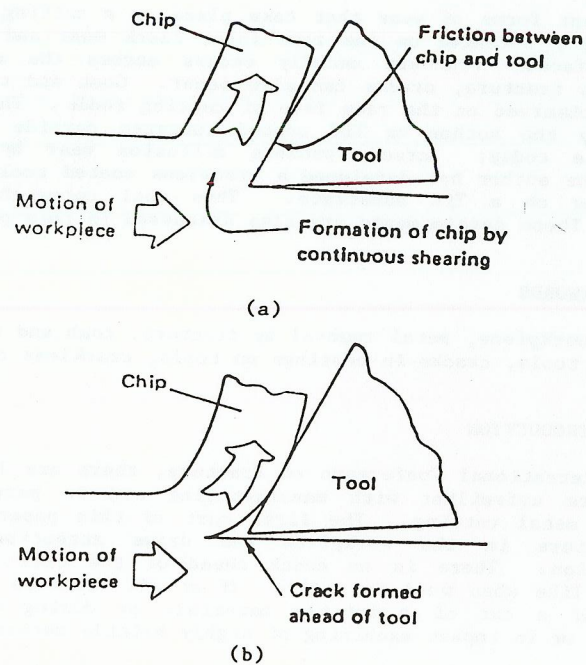 Chip
Friction between
chip and tool
Tool
Motion of
workpiece
Formation of chip by
continuous shearing
(a)
Chip
Tool
Motion of
workpiece
Crack formed
ahead of tool
(b)